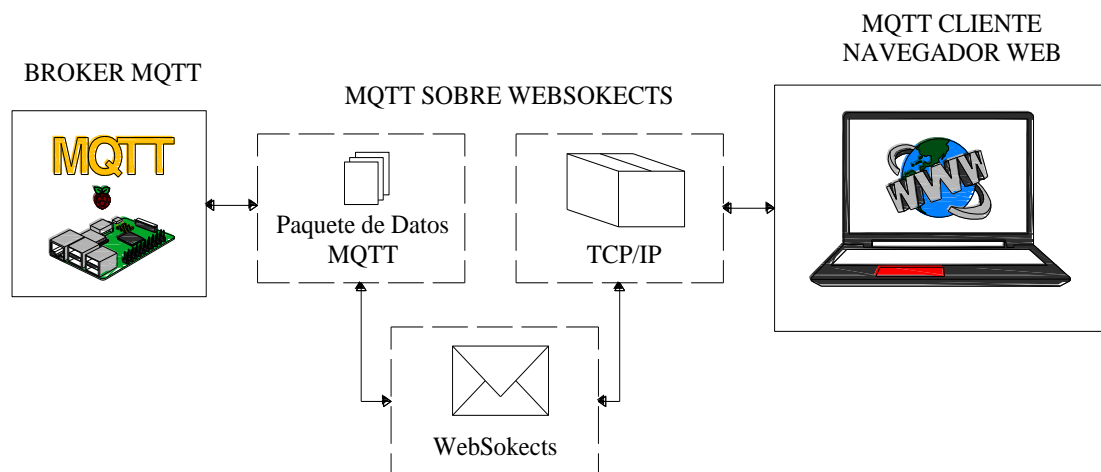 MQTT CLIENTE
NAVEGADOR WEB
BROKER MQTT
MQTT SOBRE WEBSOKECTS
MQTT
Paquete de Datos
MQTT
TCP/IP
WWW
WebSokects